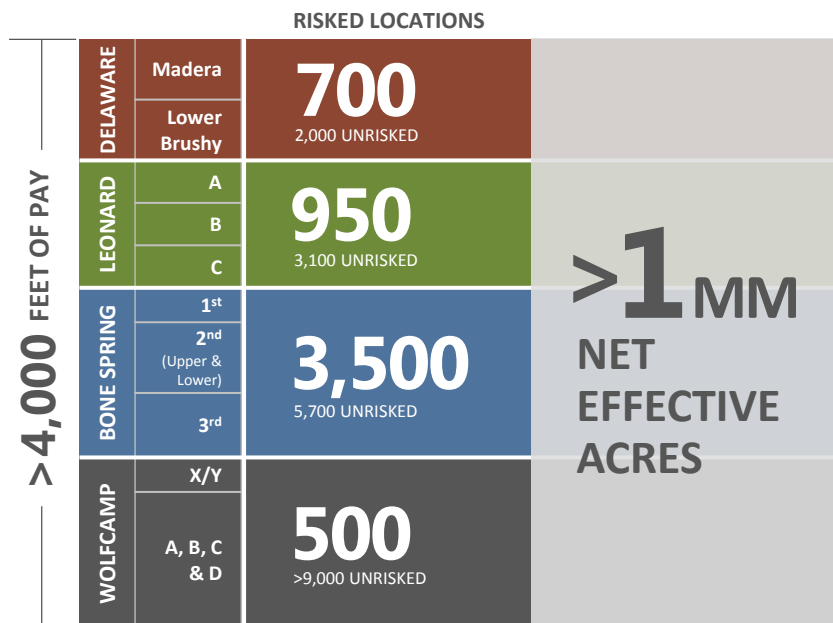 RISKED LOCATIONS
>4,000 FEET OF PAY
DELAWARE
Madera
Lower
Brushy
700
2,000 UNRISKED
LEONARD
A
B
C
950
3,100 UNRISKED
BONE SPRING
1st
2nd
(Upper &
Lower)
3rd
3,500
5,700 UNRISKED
WOLFCAMP
X/Y
A, B, C
& D
500
>9,000 UNRISKED
>1 MM
NET
EFFECTIVE
ACRES